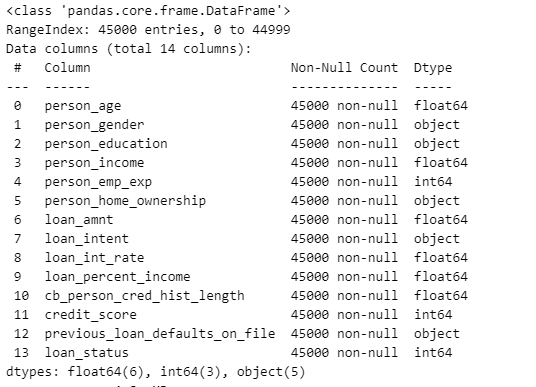 <class 'pandas.core.frame.DataFrame'>
RangeIndex: 45000 entries, 0 to 44999
Data columns (total 14 columns):
 #   Column                          Non-Null Count  Dtype
---  ------                          --------------  -----
 0   person_age                      45000 non-null  float64
 1   person_gender                   45000 non-null  object
 2   person_education                45000 non-null  object
 3   person_income                   45000 non-null  float64
 4   person_emp_exp                  45000 non-null  int64
 5   person_home_ownership           45000 non-null  object
 6   loan_amnt                       45000 non-null  float64
 7   loan_intent                     45000 non-null  object
 8   loan_int_rate                   45000 non-null  float64
 9   loan_percent_income             45000 non-null  float64
 10  cb_person_cred_hist_length      45000 non-null  float64
 11  credit_score                    45000 non-null  int64
 12  previous_loan_defaults_on_file  45000 non-null  object
 13  loan_status                     45000 non-null  int64
dtypes: float64(6), int64(3), object(5)